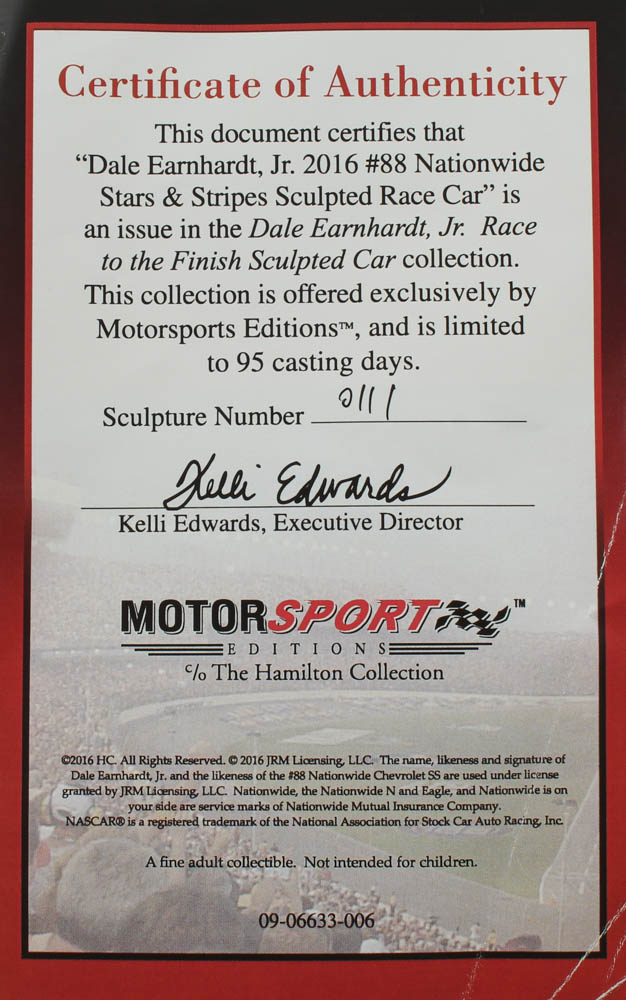 Certificate of Authenticity
This document certifies that
“Dale Earnhardt, Jr. 2016 #88 Nationwide
Stars & Stripes Sculpted Race Car” is
an issue in the Dale Earnhardt, Jr. Race
to the Finish Sculpted Car collection.
This collection is offered exclusively by
Motorsports Editions™, and is limited
to 95 casting days.
Sculpture Number 0111
Kelli Edwards
Kelli Edwards, Executive Director
MOTORSPORT™
EDITIONS
c/o The Hamilton Collection
©2016 HC. All Rights Reserved. © 2016 JRM Licensing, LLC. The name, likeness and signature of
Dale Earnhardt, Jr. and the likeness of the #88 Nationwide Chevrolet SS are used under license
granted by JRM Licensing, LLC. Nationwide, the Nationwide N and Eagle, and Nationwide is on
your side are service marks of Nationwide Mutual Insurance Company.
NASCAR® is a registered trademark of the National Association for Stock Car Auto Racing, Inc.
A fine adult collectible. Not intended for children.
09-06633-006